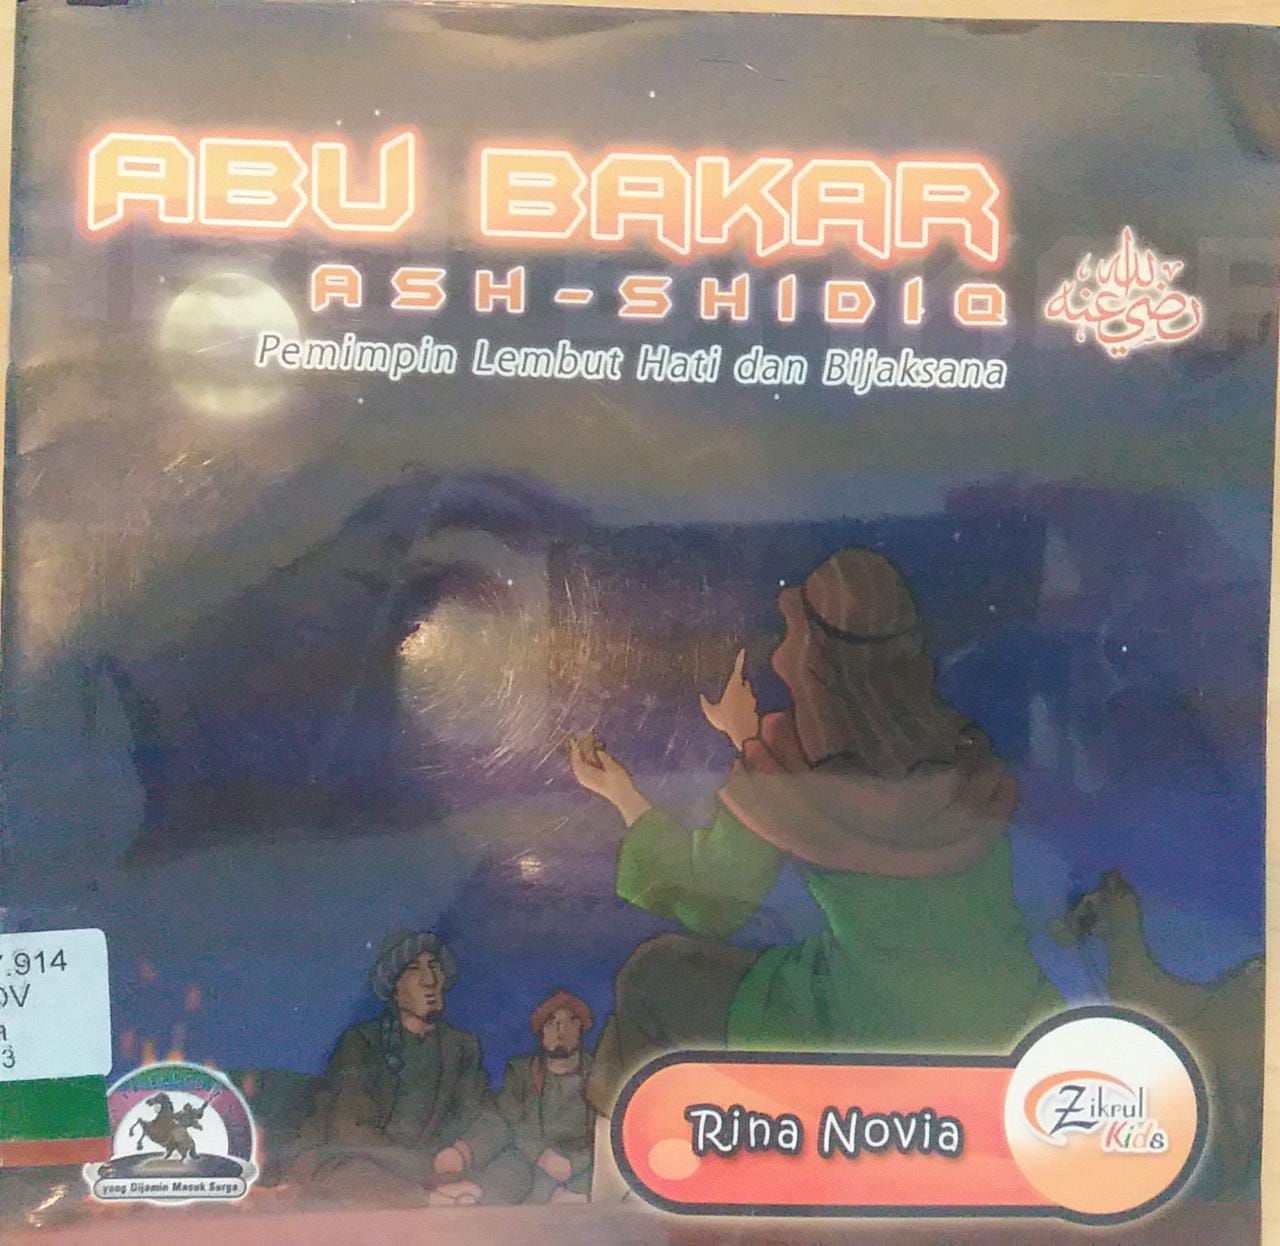 ABU BAKAR
ASH-SHIDIQ
رضي الله عنه
Pemimpin Lembut Hati dan Bijaksana
.914
OV
a
3
yang Dijamin Masuk Surga
Rina Novia
Zikrul
Kids